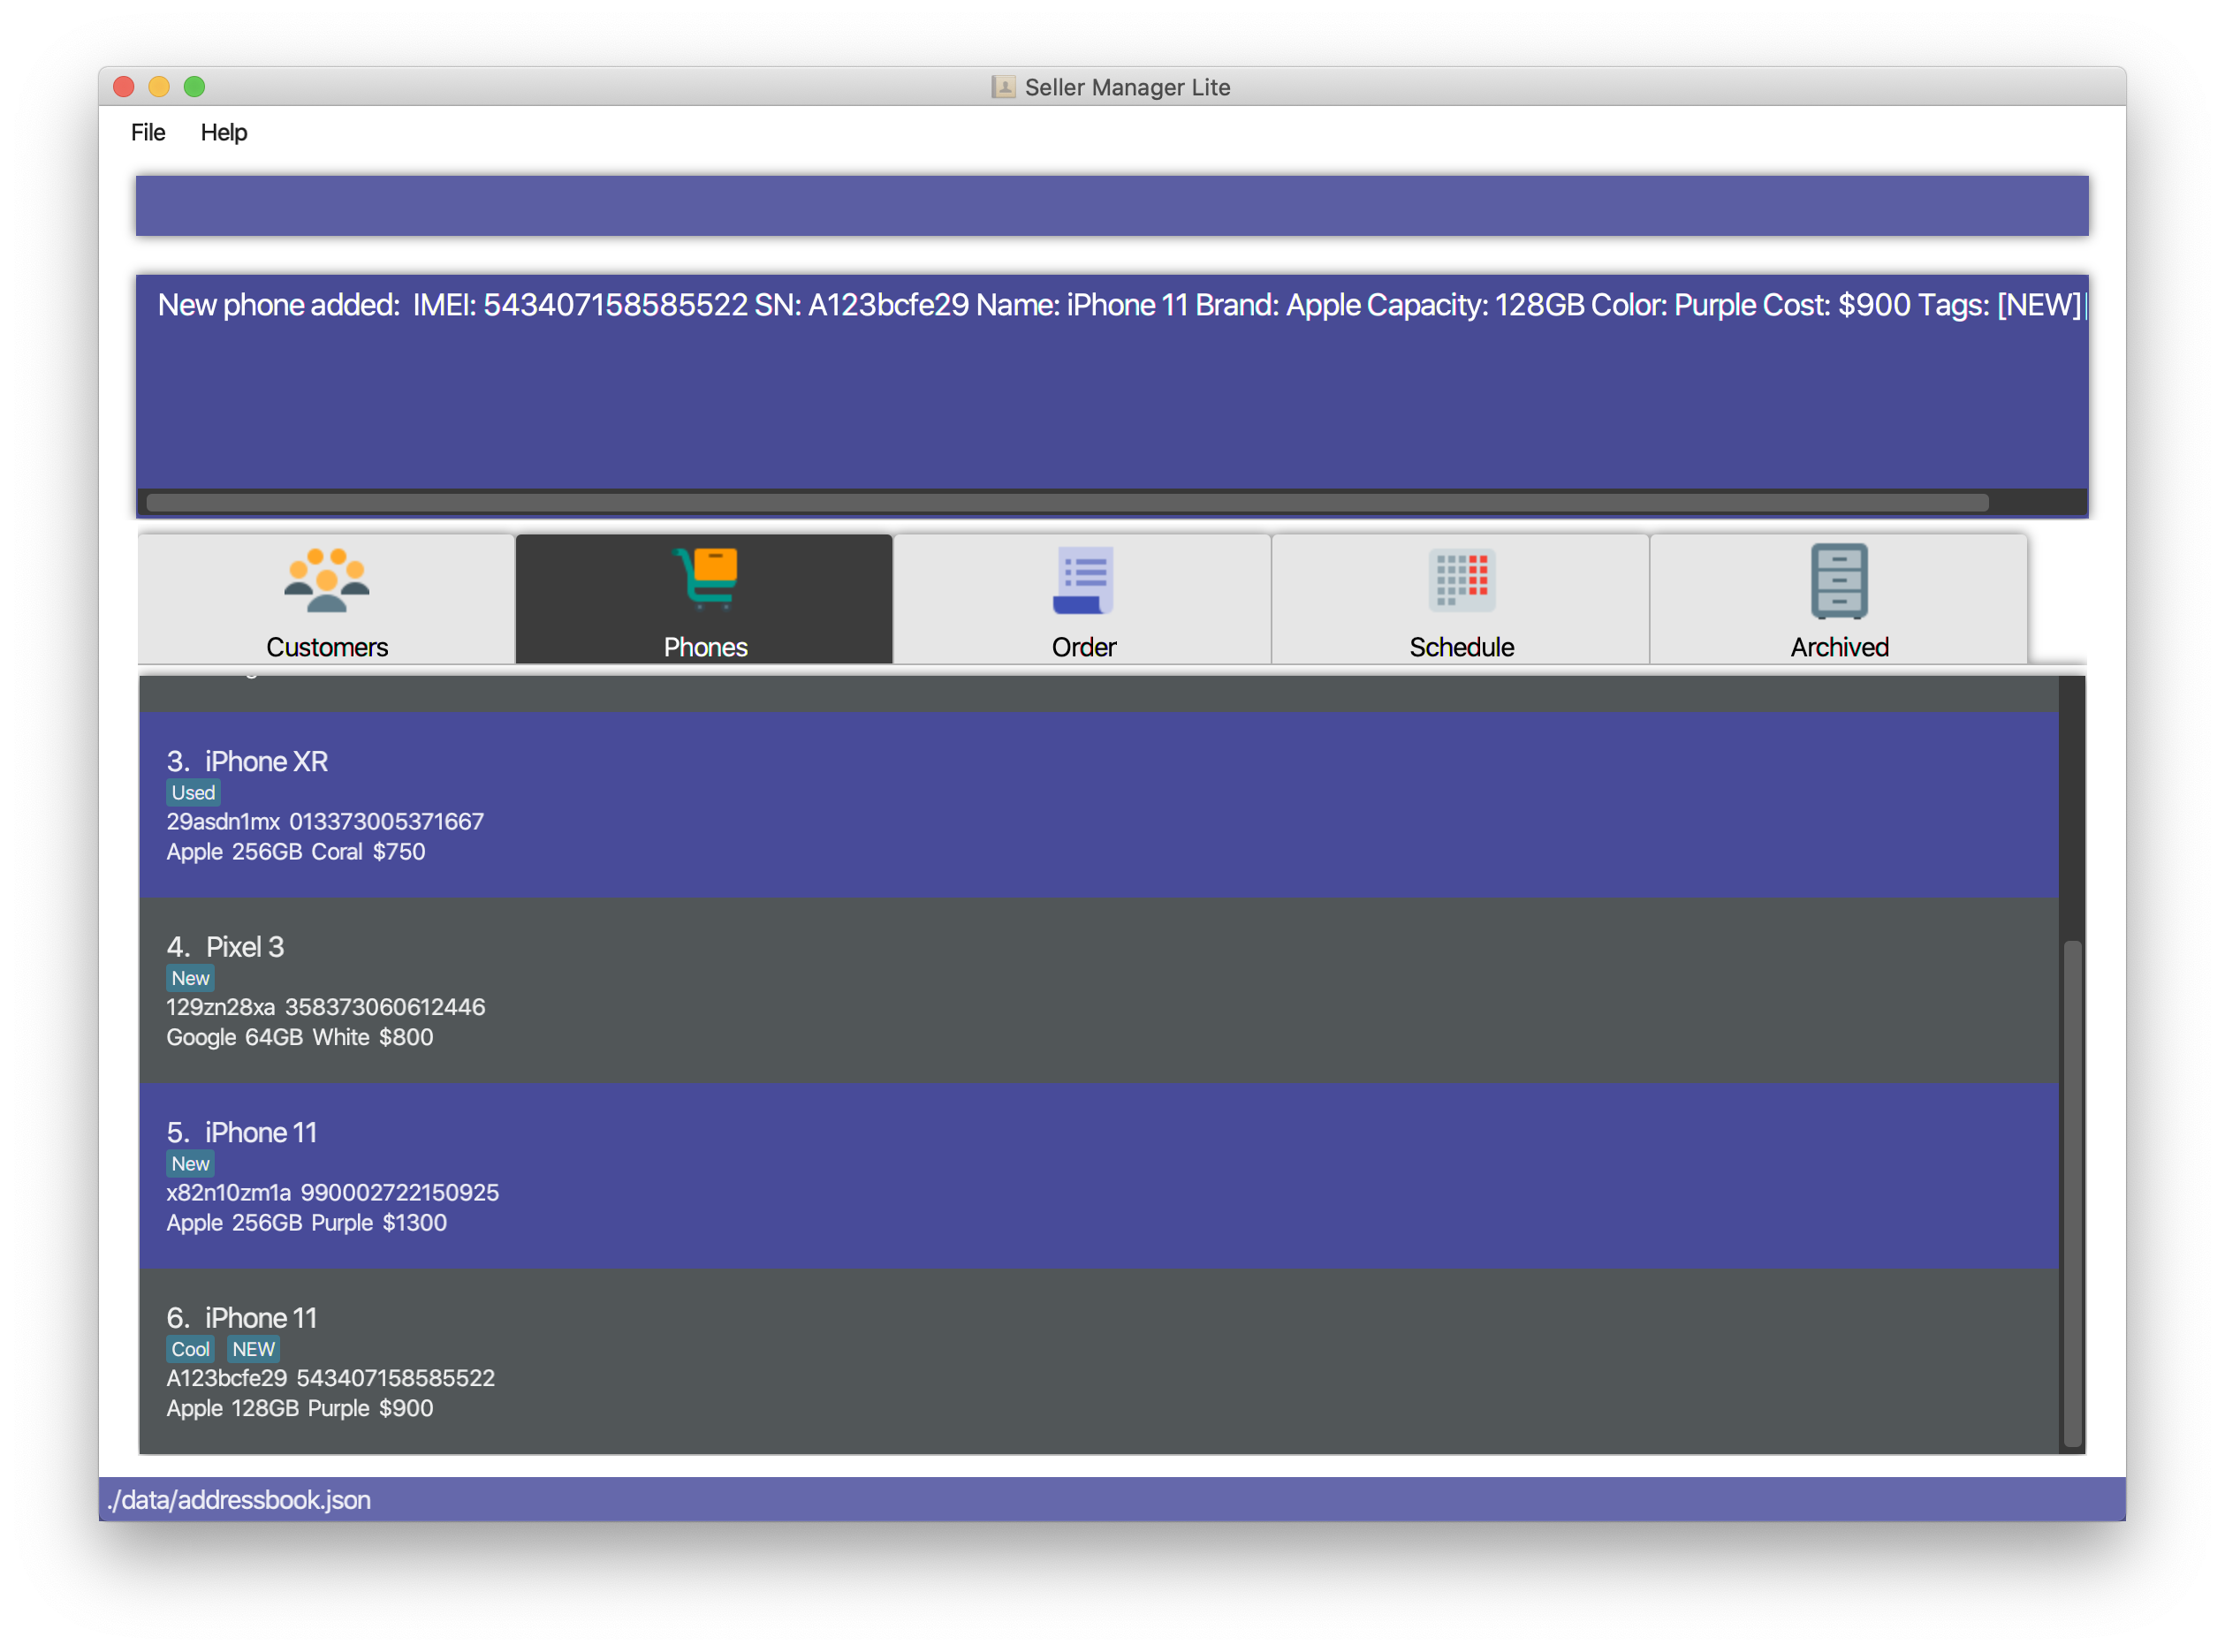 Seller Manager Lite
File Help
New phone added: IMEI: 543407158585522 SN: A123bcfe29 Name: iPhone 11 Brand: Apple Capacity: 128GB Color: Purple Cost: $900 Tags: [NEW]
Customers Phones Order Schedule Archived
3. iPhone XR
Used
29asdn1mx 013373005371667
Apple 256GB Coral $750
4. Pixel 3
New
129zn28xa 358373060612446
Google 64GB White $800
5. iPhone 11
New
x82n10zm1a 990002722150925
Apple 256GB Purple $1300
6. iPhone 11
Cool NEW
A123bcfe29 543407158585522
Apple 128GB Purple $900
./data/addressbook.json